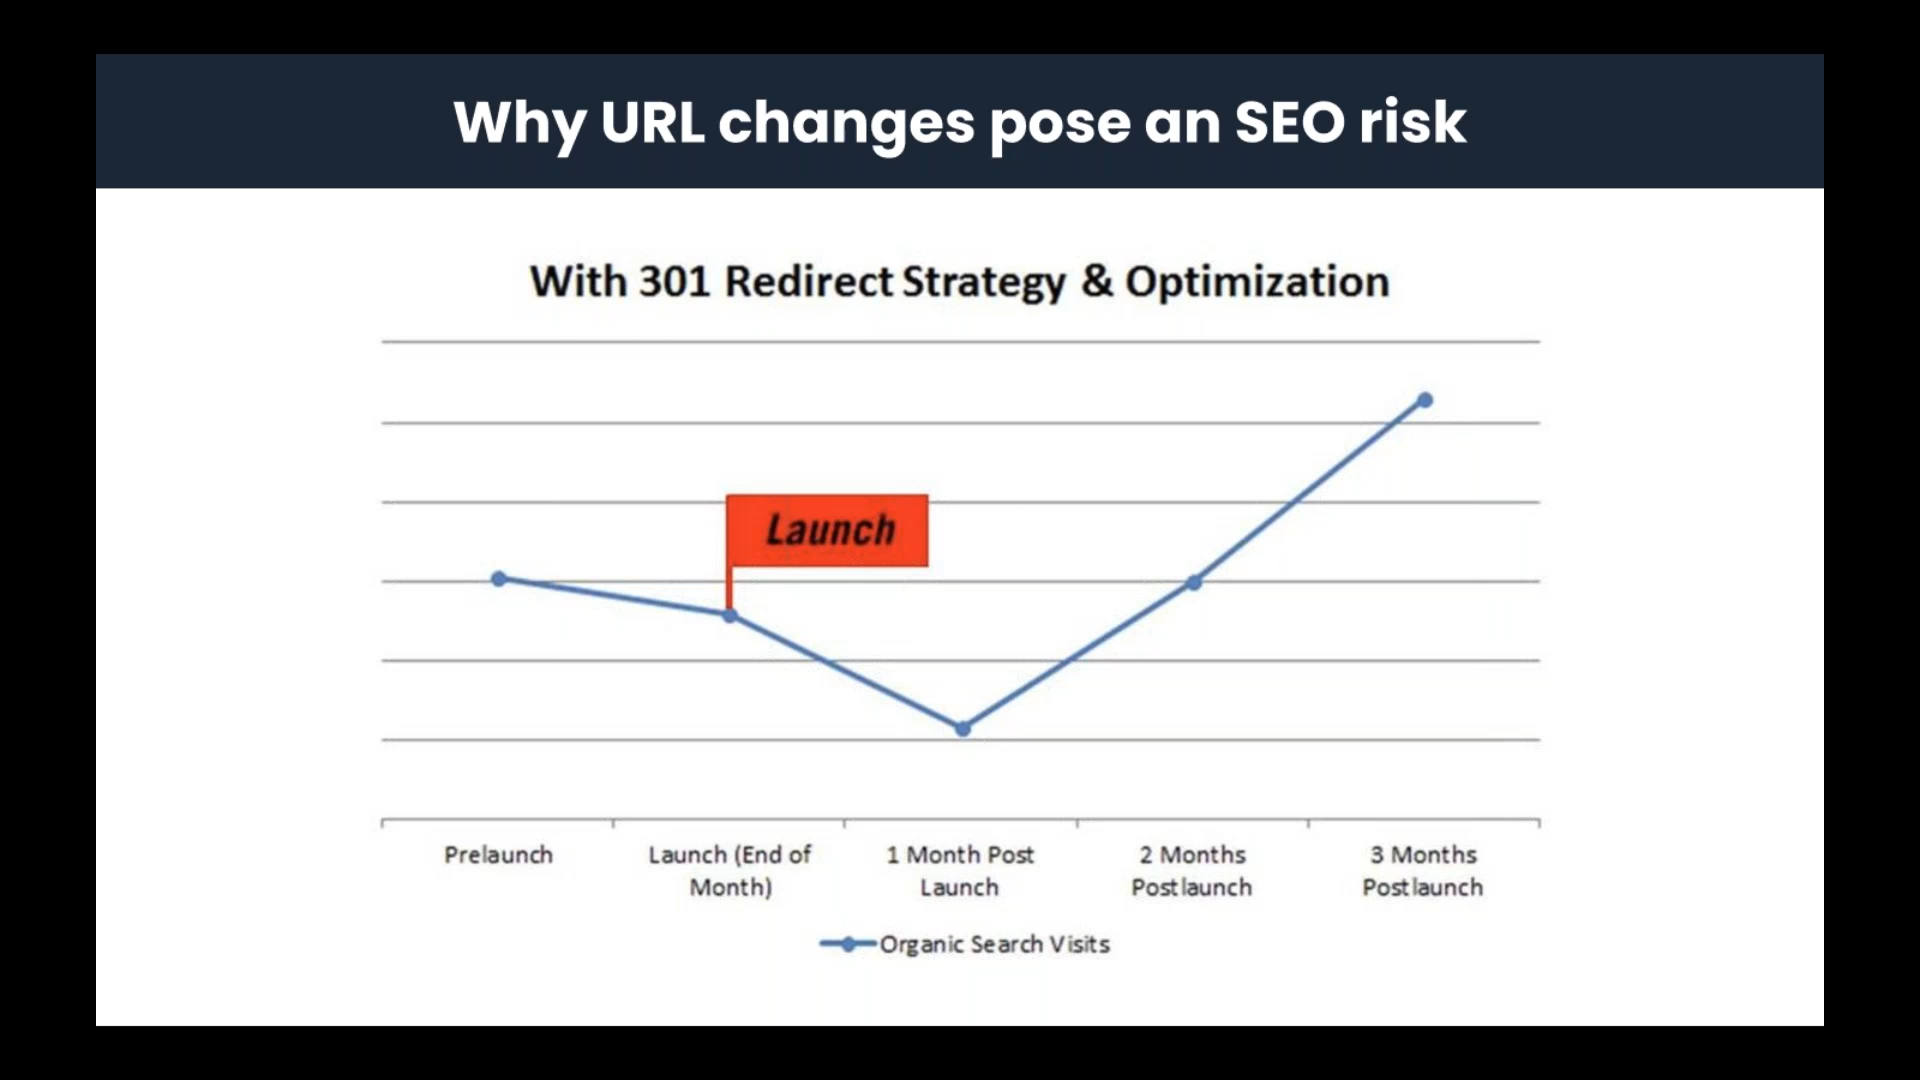 Why URL changes pose an SEO risk
With 301 Redirect Strategy & Optimization
Launch
Prelaunch
Launch (End of
Month)
1 Month Post
Launch
2 Months
Postlaunch
3 Months
Postlaunch
Organic Search Visits